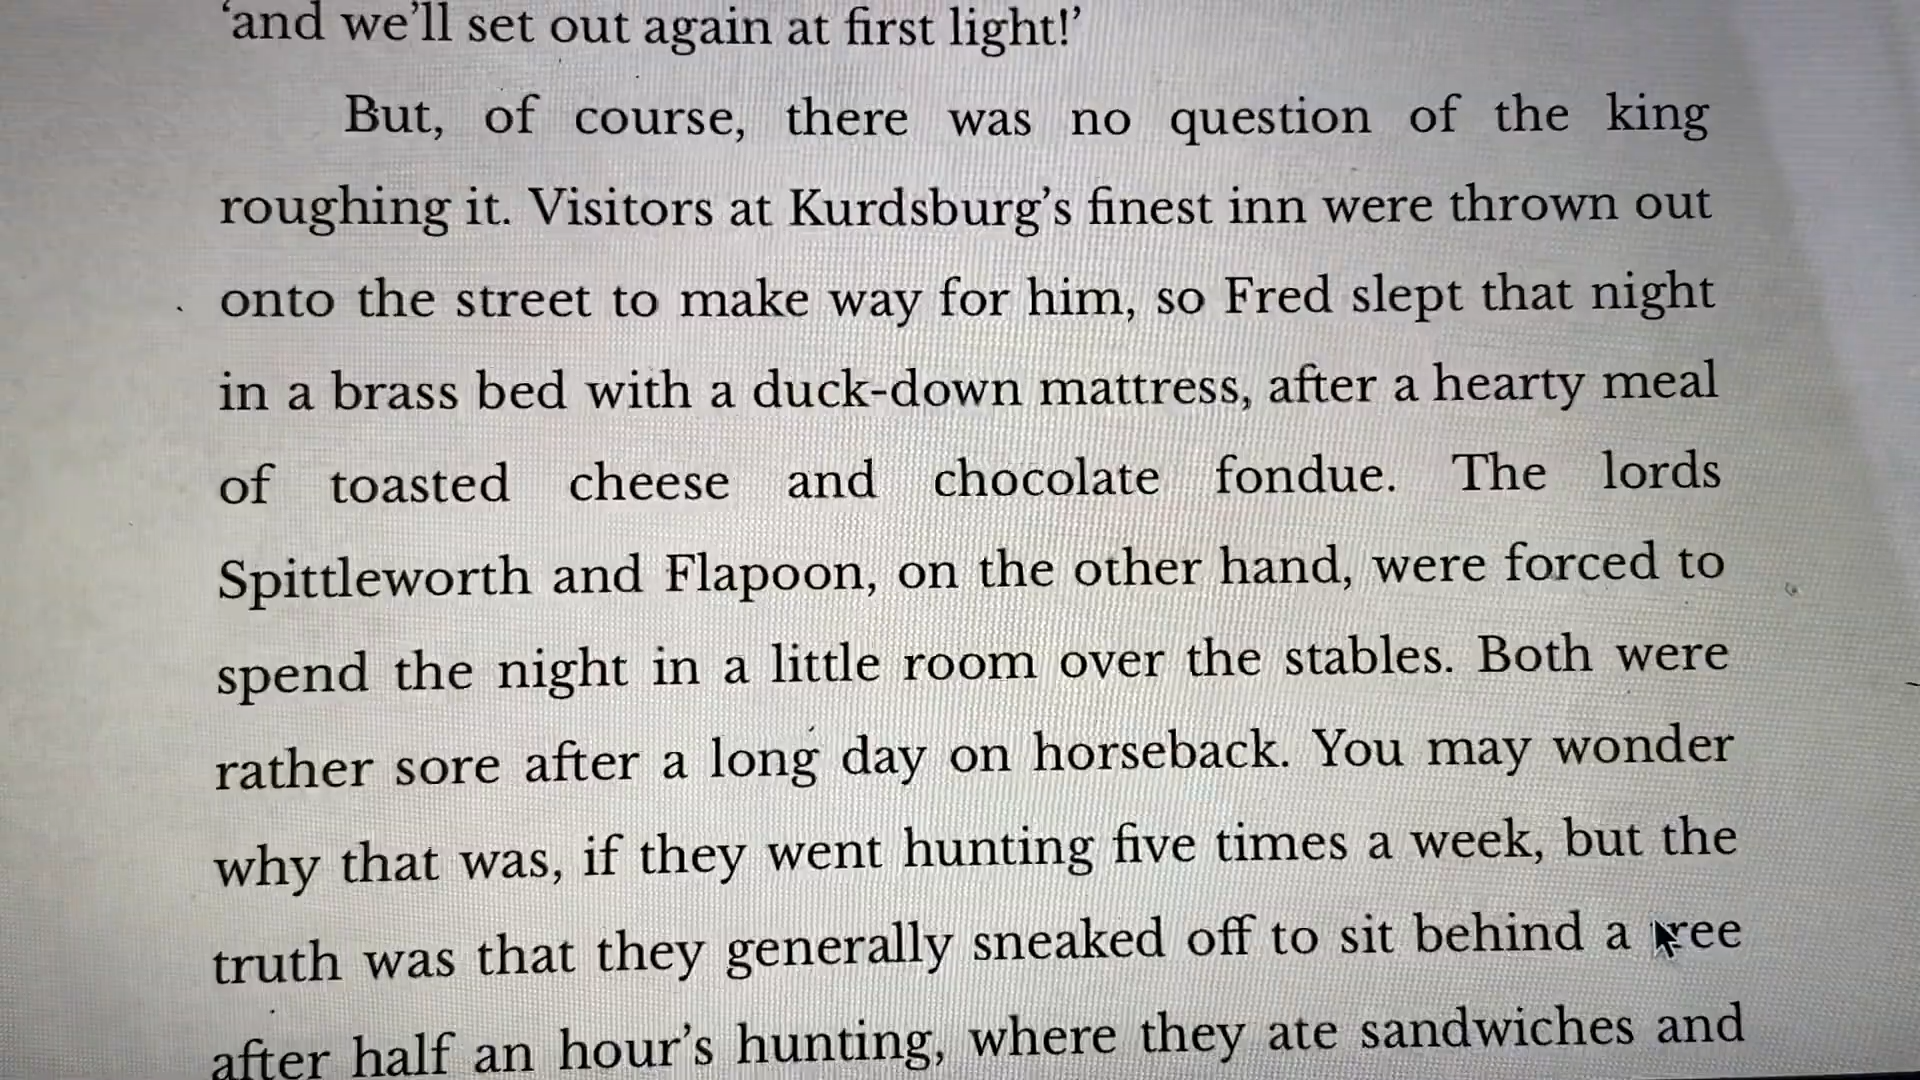 ‘and we’ll set out again at first light!’
But, of course, there was no question of the king
roughing it. Visitors at Kurdsburg’s finest inn were thrown out
onto the street to make way for him, so Fred slept that night
in a brass bed with a duck-down mattress, after a hearty meal
of toasted cheese and chocolate fondue. The lords
Spittleworth and Flapoon, on the other hand, were forced to
spend the night in a little room over the stables. Both were
rather sore after a long day on horseback. You may wonder
why that was, if they went hunting five times a week, but the
truth was that they generally sneaked off to sit behind a tree
after half an hour’s hunting, where they ate sandwiches and